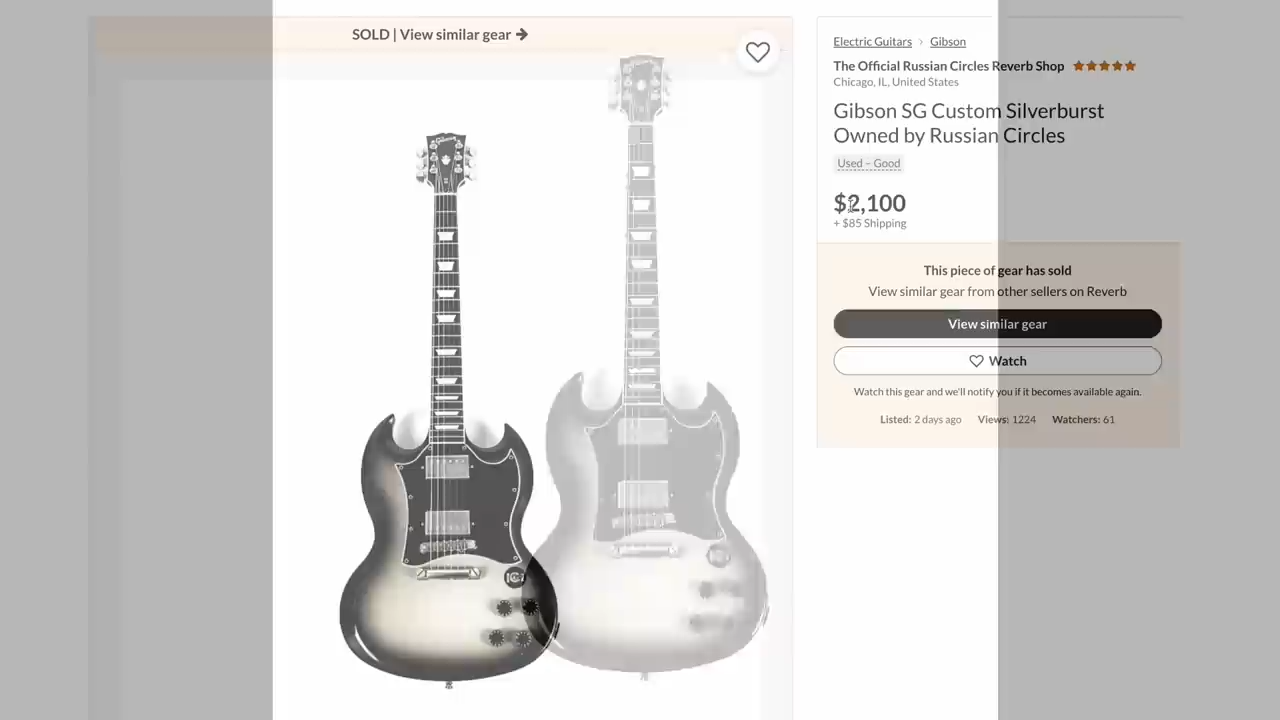 SOLD | View similar gear →
Electric Guitars > Gibson
The Official Russian Circles Reverb Shop
Chicago, IL, United States
Gibson SG Custom Silverburst
Owned by Russian Circles
Used – Good
$2,100
+ $85 Shipping
This piece of gear has sold
View similar gear from other sellers on Reverb
View similar gear
Watch
Watch this gear and we'll notify you if it becomes available again.
Listed: 2 days ago Views: 1224 Watchers: 61
Gibson